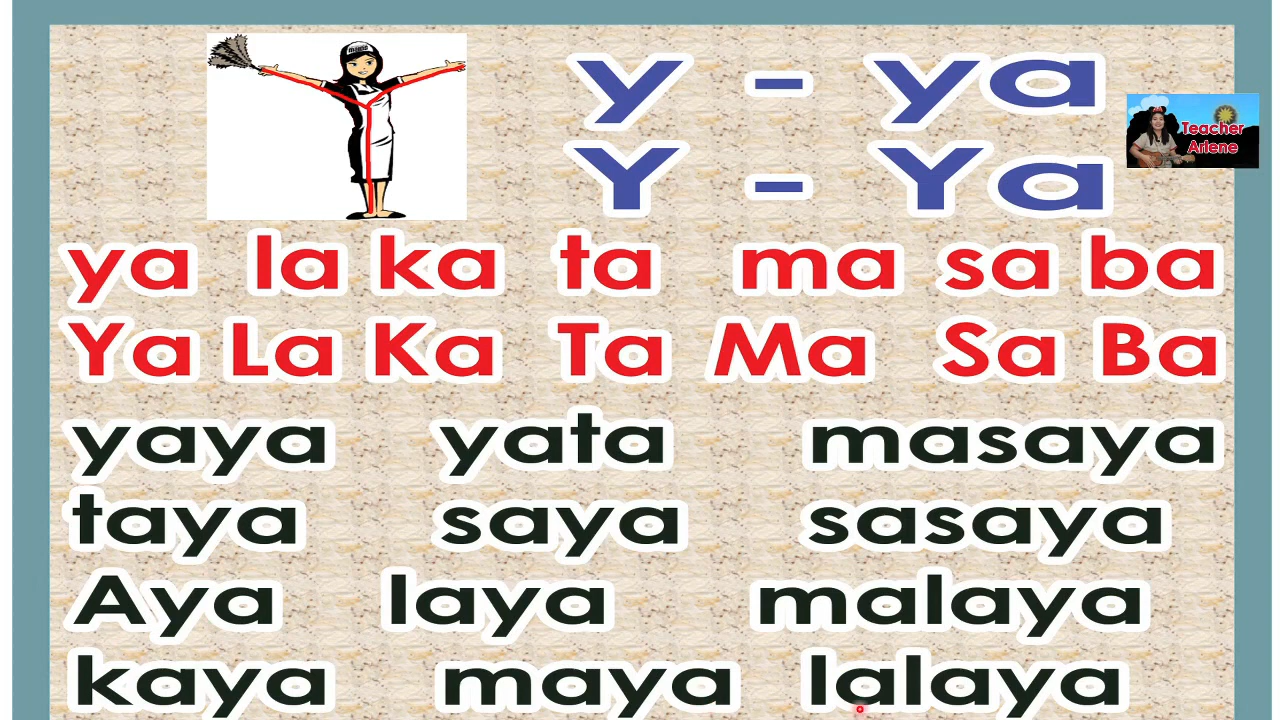 y - ya
Y - Ya
Teacher
Arlene
ya la ka ta ma sa ba
Ya La Ka Ta Ma Sa Ba
yaya yata masaya
taya saya sasaya
Aya laya malaya
kaya maya lalaya